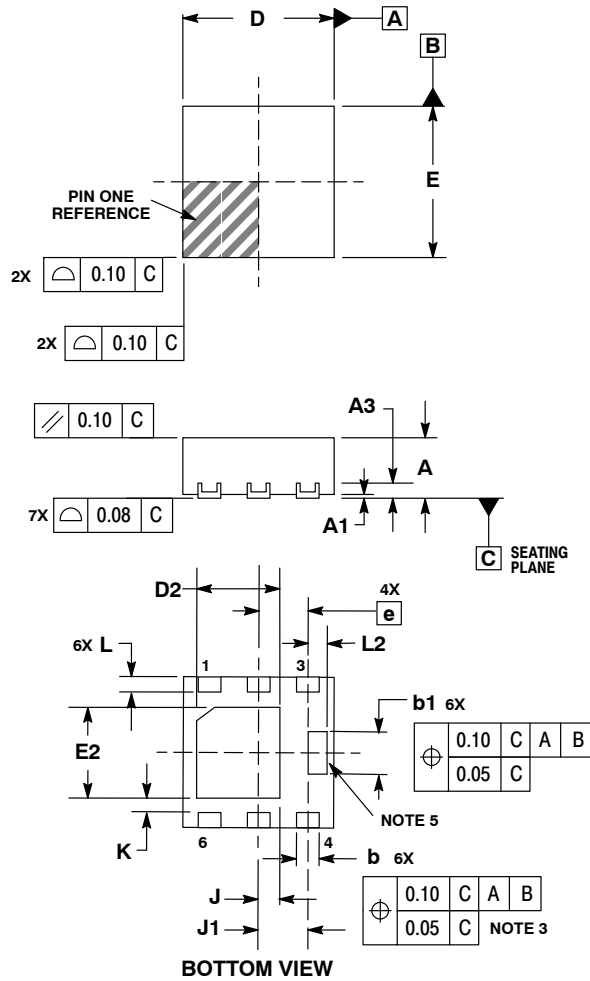 D
A
B
E
PIN ONE
REFERENCE
2X ⌓ 0.10 C
2X ⌓ 0.10 C
⫽ 0.10 C
A3
A
7X ⌓ 0.08 C
A1
C SEATING
PLANE
D2
4X
e
6X L
1
3
L2
b1 6X
⌖ 0.10 C A B
0.05 C
E2
NOTE 5
K
6
4
b 6X
J
⌖ 0.10 C A B
0.05 C NOTE 3
J1
BOTTOM VIEW